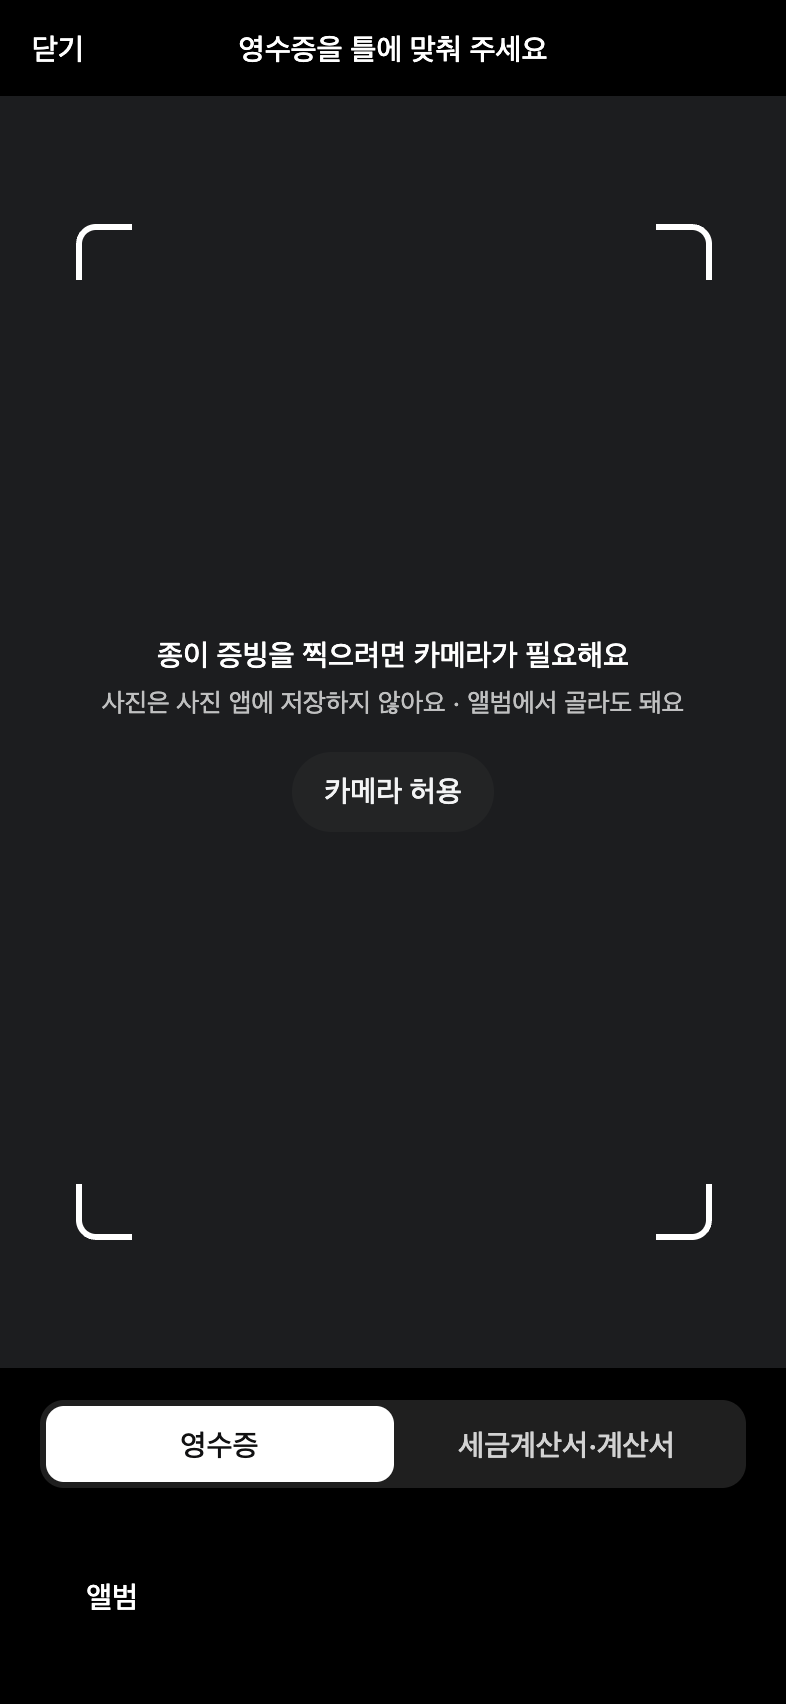 닫기
영수증을 틀에 맞춰 주세요
종이 증빙을 찍으려면 카메라가 필요해요
사진은 사진 앱에 저장하지 않아요 · 앨범에서 골라도 돼요
카메라 허용
영수증
세금계산서·계산서
앨범